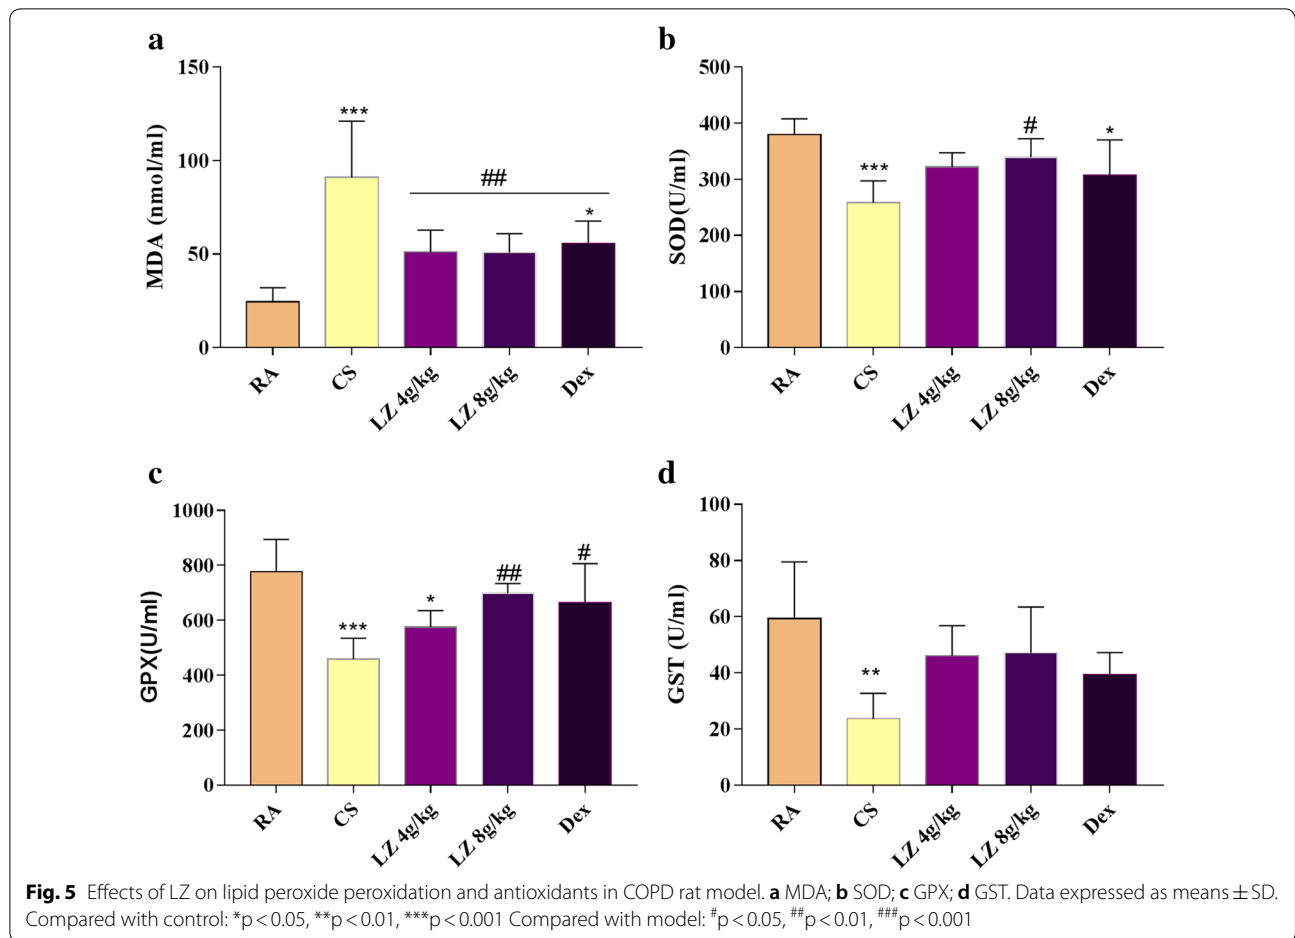 a
150
100
50
0
MDA (nmol/ml)
***
##
*
RA
CS
LZ 4g/kg
LZ 8g/kg
Dex
b
500
400
300
200
100
0
SOD(U/ml)
***
#
*
RA
CS
LZ 4g/kg
LZ 8g/kg
Dex
c
1000
800
600
400
200
0
GPX(U/ml)
***
*
##
#
RA
CS
LZ 4g/kg
LZ 8g/kg
Dex
d
100
80
60
40
20
0
GST (U/ml)
**
RA
CS
LZ 4g/kg
LZ 8g/kg
Dex
Fig. 5 Effects of LZ on lipid peroxide peroxidation and antioxidants in COPD rat model. a MDA; b SOD; c GPX; d GST. Data expressed as means ± SD.
Compared with control: *p < 0.05, **p < 0.01, ***p < 0.001 Compared with model: #p < 0.05, ##p < 0.01, ###p < 0.001